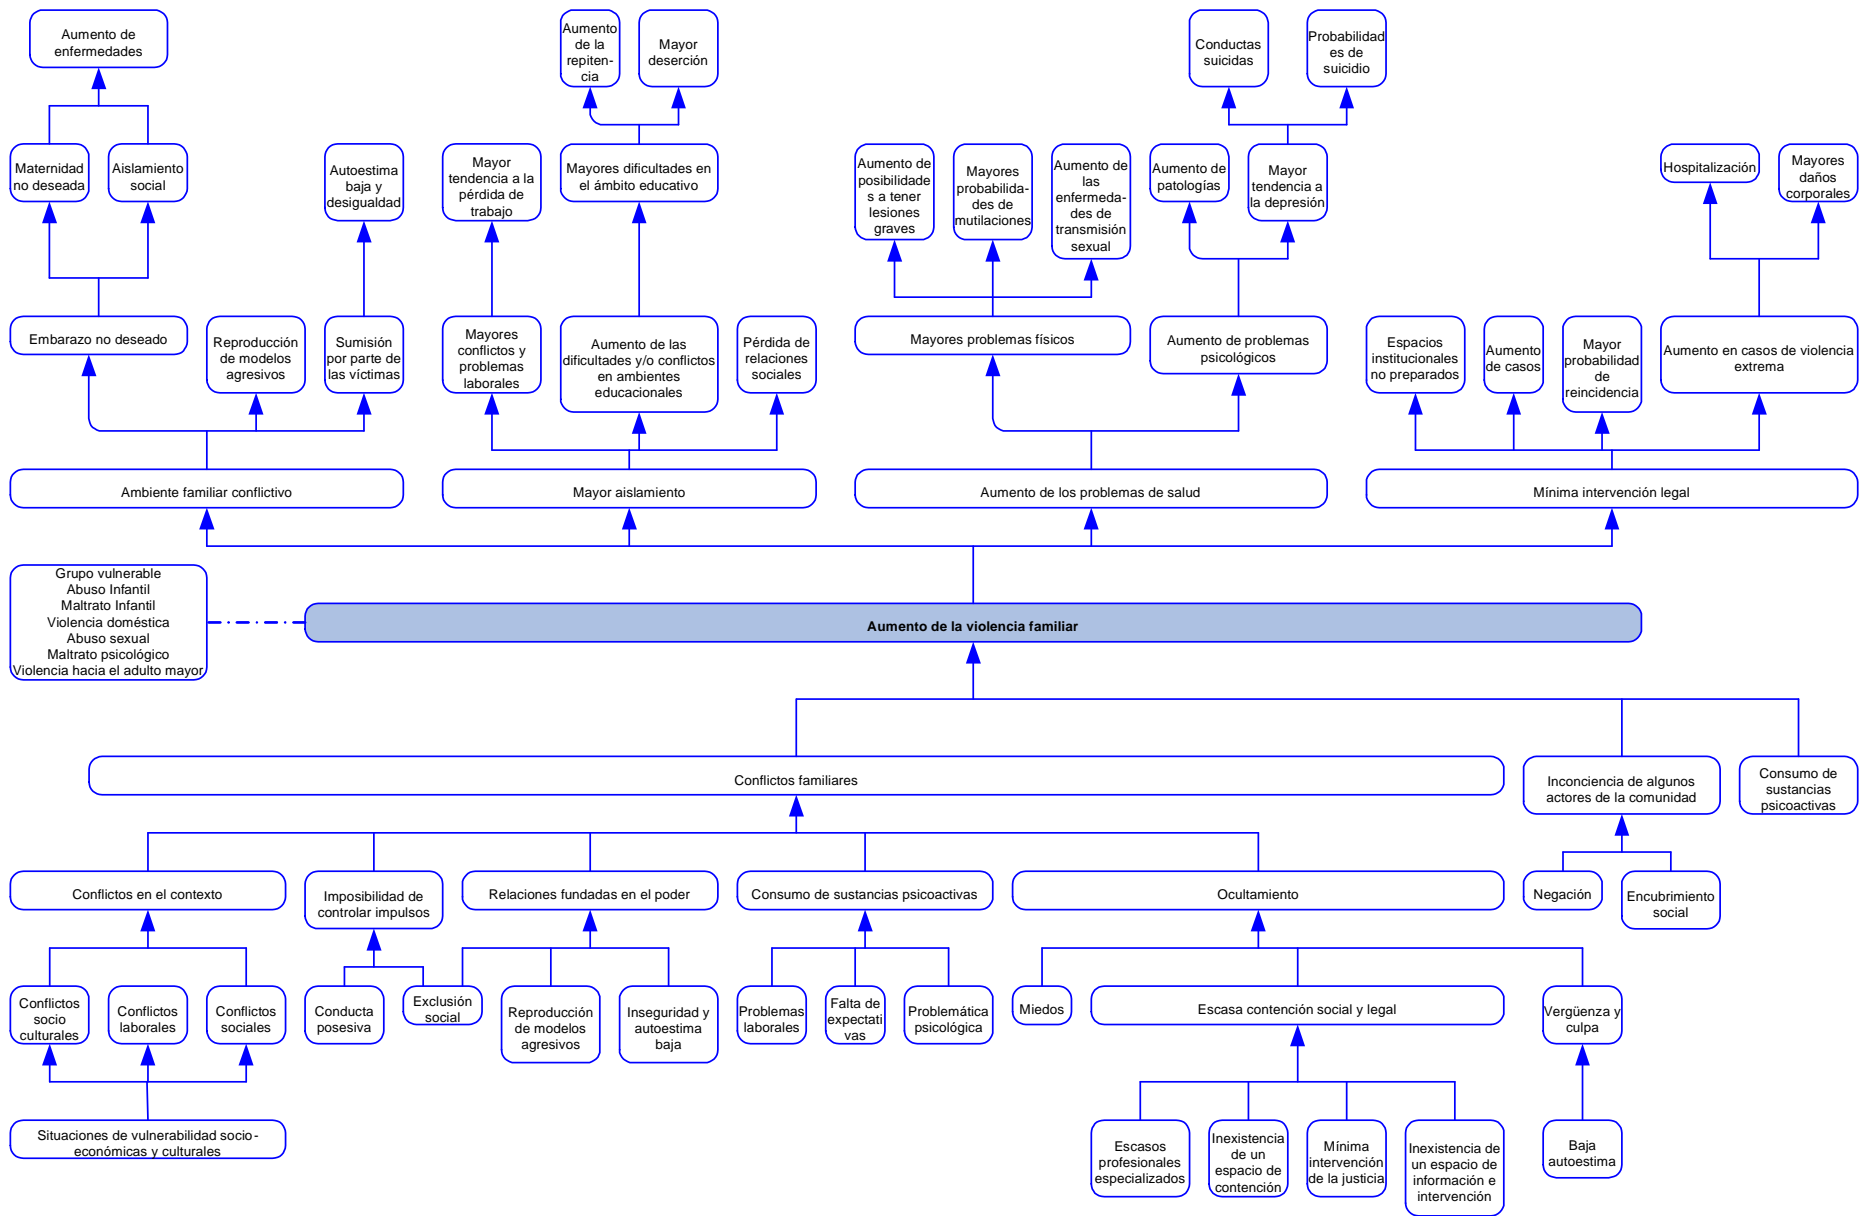 Aumento de
enfermedades
Aumento
de la
repiten-
cia
Mayor
deserción
Conductas
suicidas
Probabilidad
es de
suicidio
Maternidad
no deseada
Aislamiento
social
Autoestima
baja y
desigualdad
Mayor
tendencia a la
pérdida de
trabajo
Mayores dificultades en
el ámbito educativo
Aumento de
posibilidade
s a tener
lesiones
graves
Mayores
probabilida-
des de
mutilaciones
Aumento de
las
enfermeda-
des de
transmisión
sexual
Aumento de
patologías
Mayor
tendencia a
la depresión
Hospitalización
Mayores
daños
corporales
Embarazo no deseado
Reproducción
de modelos
agresivos
Sumisión
por parte de
las víctimas
Mayores
conflictos y
problemas
laborales
Aumento de las
dificultades y/o conflictos
en ambientes
educacionales
Pérdida de
relaciones
sociales
Mayores problemas físicos
Aumento de problemas
psicológicos
Espacios
institucionales
no preparados
Aumento
de casos
Mayor
probabilidad
de
reincidencia
Aumento en casos de violencia
extrema
Ambiente familiar conflictivo
Mayor aislamiento
Aumento de los problemas de salud
Mínima intervención legal
Grupo vulnerable
Abuso Infantil
Maltrato Infantil
Violencia doméstica
Abuso sexual
Maltrato psicológico
Violencia hacia el adulto mayor
Aumento de la violencia familiar
Conflictos familiares
Inconciencia de algunos
actores de la comunidad
Consumo de
sustancias
psicoactivas
Conflictos en el contexto
Imposibilidad de
controlar impulsos
Relaciones fundadas en el poder
Consumo de sustancias psicoactivas
Ocultamiento
Negación
Encubrimiento
social
Conflictos
socio
culturales
Conflictos
laborales
Conflictos
sociales
Conducta
posesiva
Exclusión
social
Reproducción
de modelos
agresivos
Inseguridad y
autoestima
baja
Problemas
laborales
Falta de
expectati
vas
Problemática
psicológica
Miedos
Escasa contención social y legal
Vergüenza y
culpa
Situaciones de vulnerabilidad socio-
económicas y culturales
Escasos
profesionales
especializados
Inexistencia
de un
espacio de
contención
Mínima
intervención
de la justicia
Inexistencia de
un espacio de
información e
intervención
Baja
autoestima